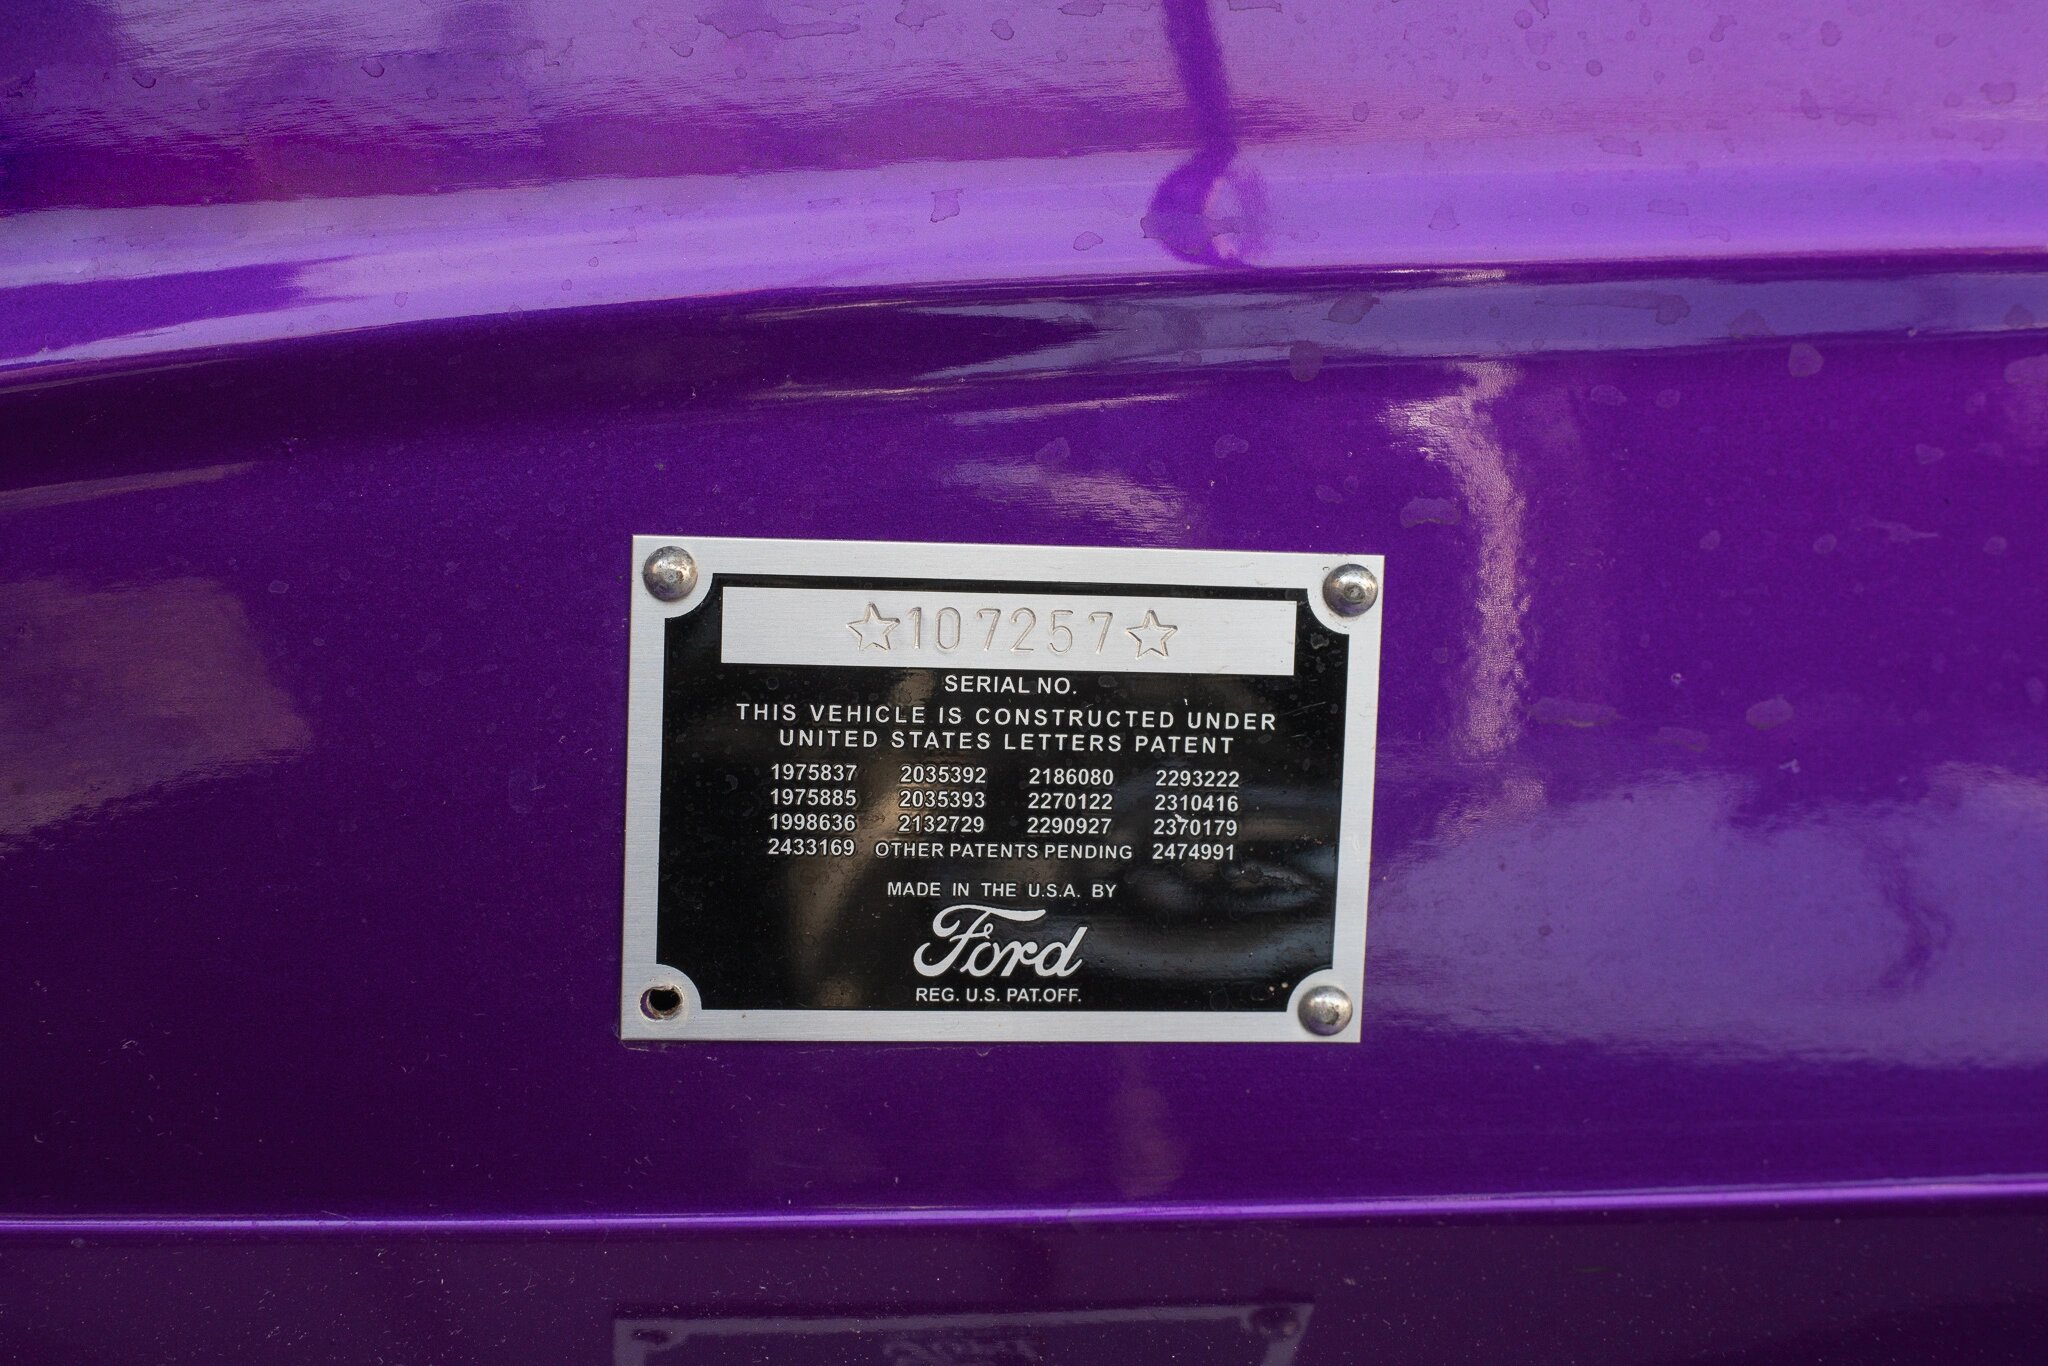 ☆107257☆
SERIAL NO.
THIS VEHICLE IS CONSTRUCTED UNDER
UNITED STATES LETTERS PATENT
1975837 2035392 2186080 2293222
1975885 2035393 2270122 2310416
1998636 2132729 2290927 2370179
2433169 OTHER PATENTS PENDING 2474991
MADE IN THE U.S.A. BY
Ford
REG. U.S. PAT.OFF.